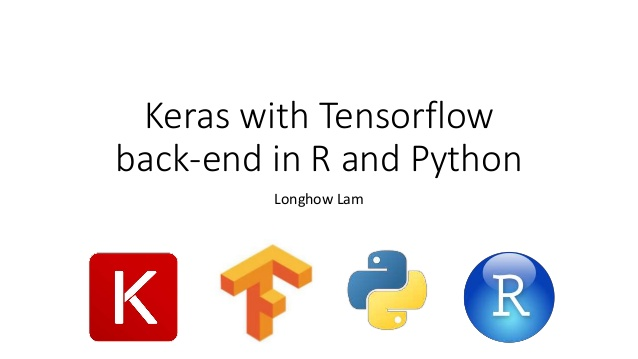 Keras with Tensorflow
back-end in R and Python
Longhow Lam
K
R